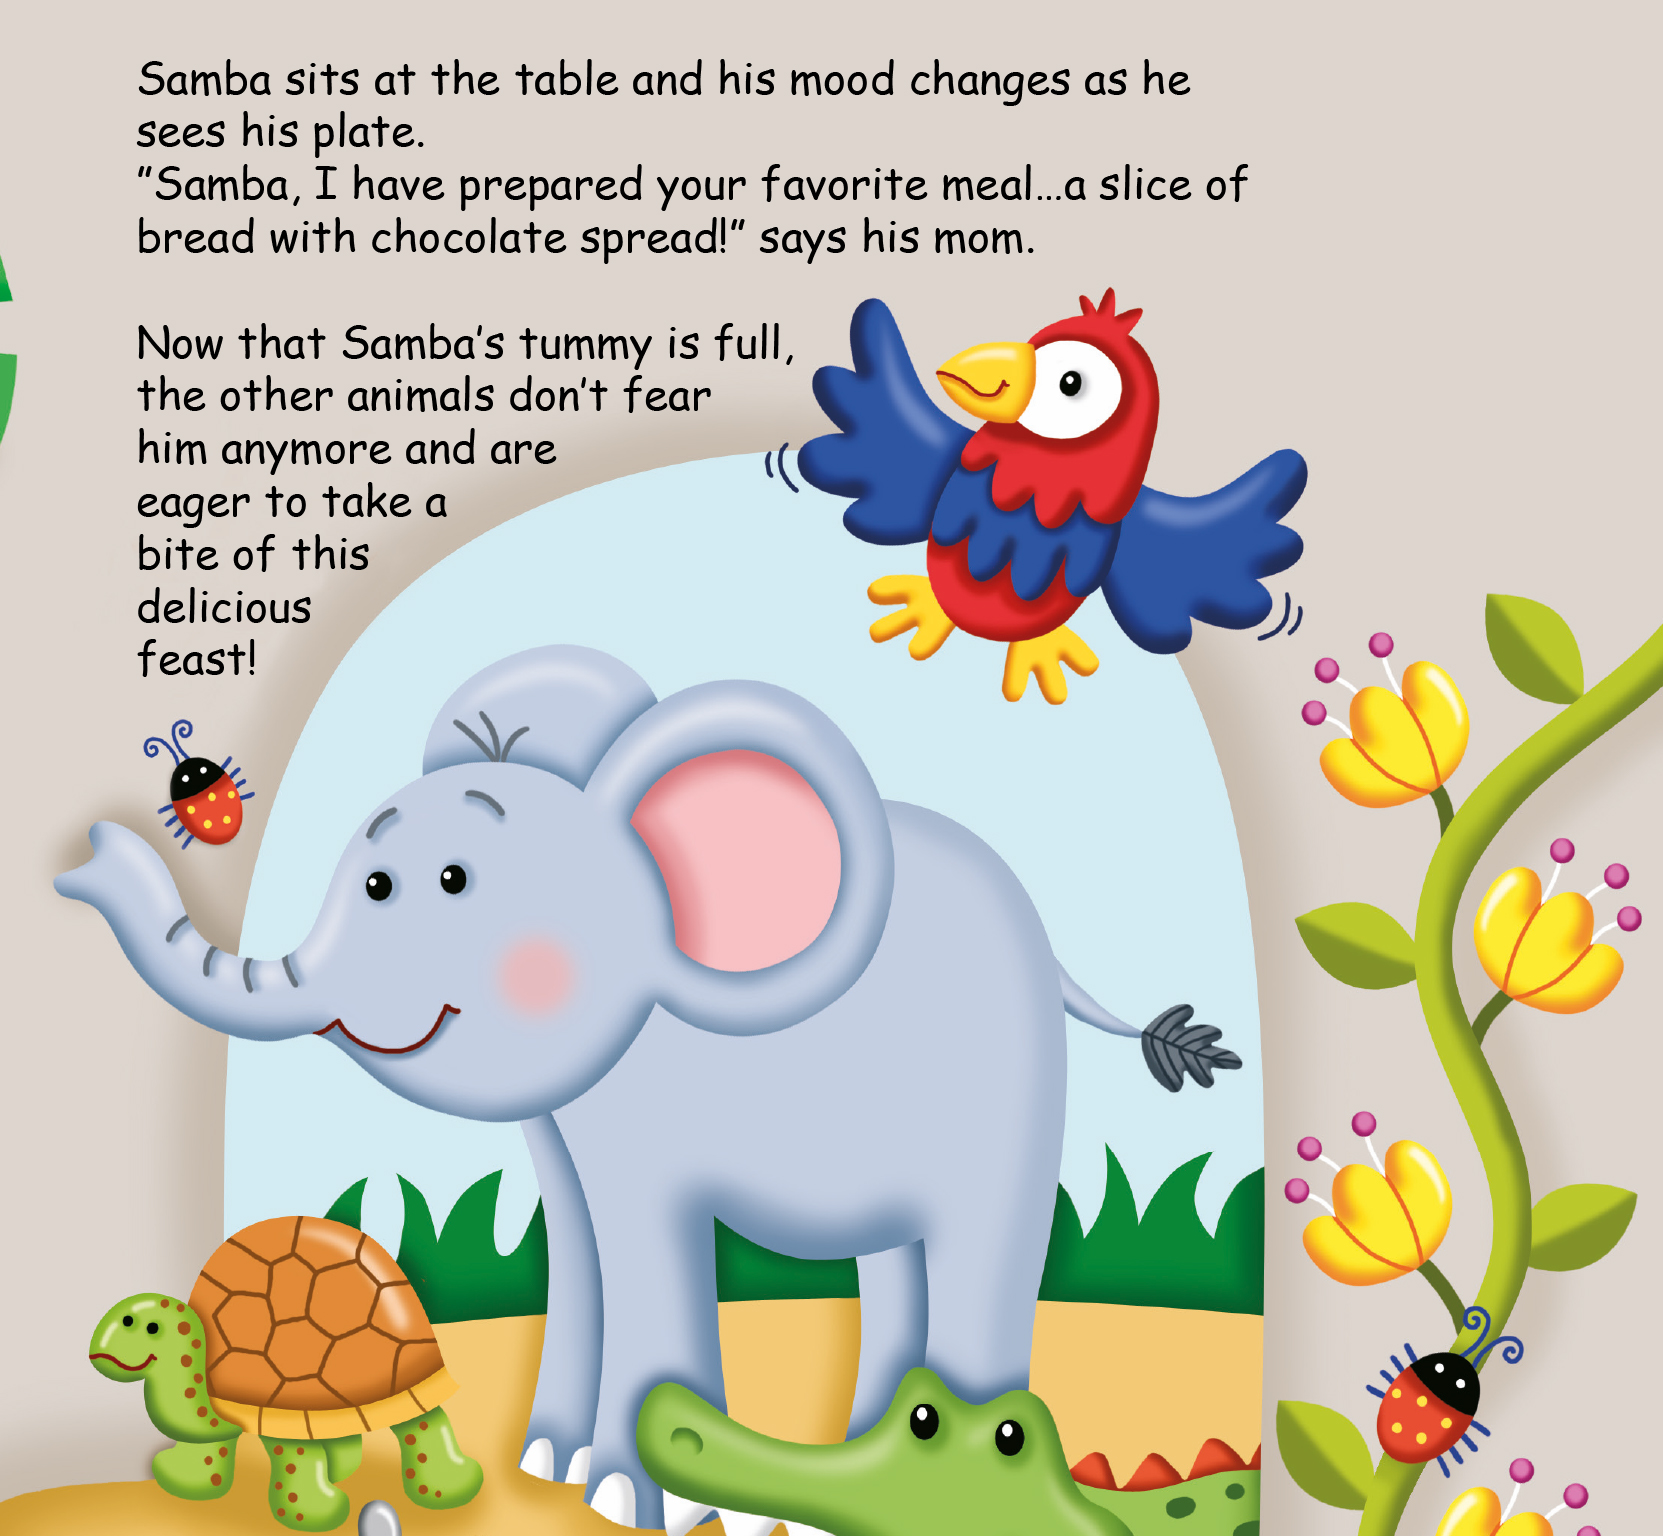 Samba sits at the table and his mood changes as he
sees his plate.
”Samba, I have prepared your favorite meal...a slice of
bread with chocolate spread!” says his mom.
Now that Samba’s tummy is full,
the other animals don’t fear
him anymore and are
eager to take a
bite of this
delicious
feast!